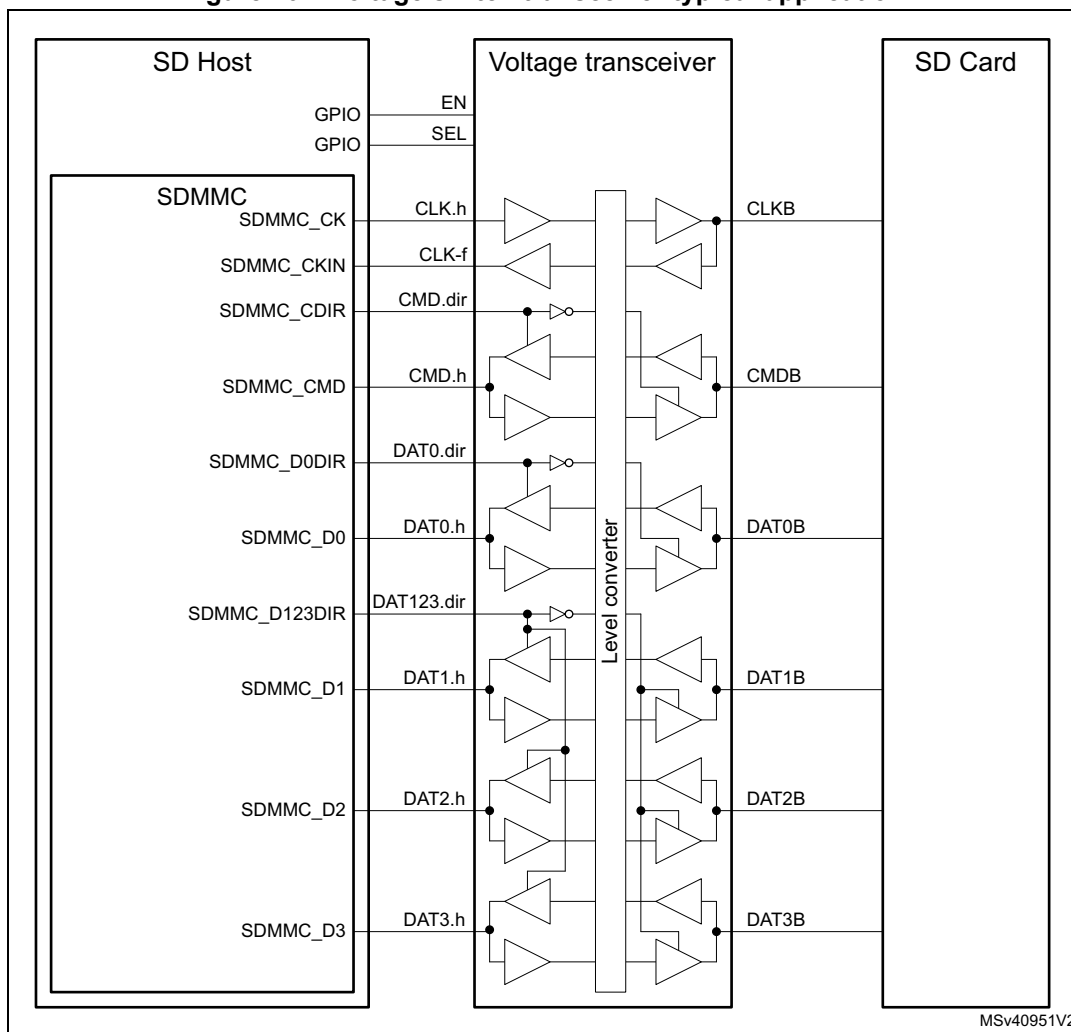 SD Host
Voltage transceiver
SD Card
GPIO
EN
GPIO
SEL
SDMMC
SDMMC_CK
CLK.h
CLKB
SDMMC_CKIN
CLK-f
SDMMC_CDIR
CMD.dir
SDMMC_CMD
CMD.h
CMDB
SDMMC_D0DIR
DAT0.dir
SDMMC_D0
DAT0.h
DAT0B
Level converter
SDMMC_D123DIR
DAT123.dir
SDMMC_D1
DAT1.h
DAT1B
SDMMC_D2
DAT2.h
DAT2B
SDMMC_D3
DAT3.h
DAT3B
MSv40951V2